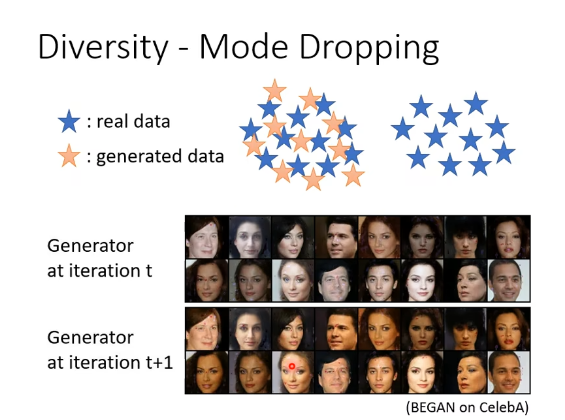 Diversity - Mode Dropping
: real data
: generated data
Generator
at iteration t
Generator
at iteration t+1
(BEGAN on CelebA)